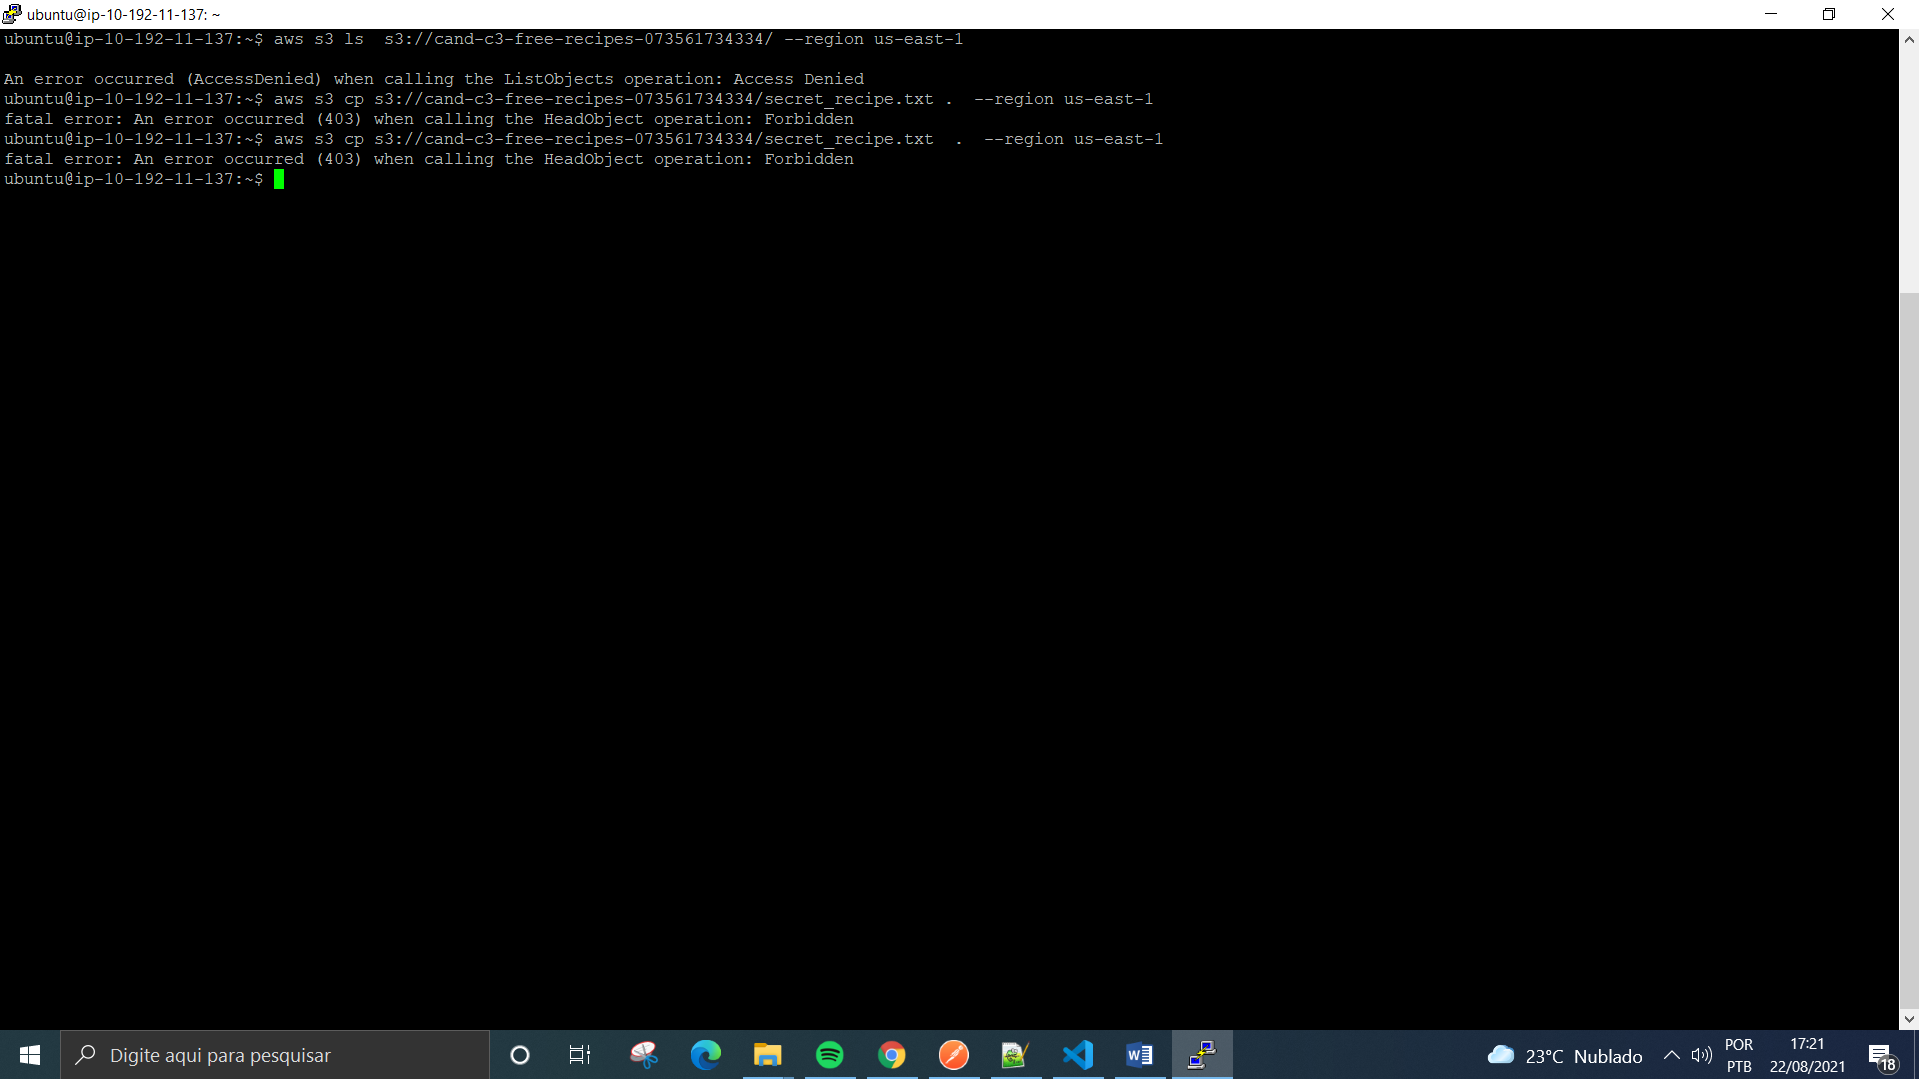 ubuntu@ip-10-192-11-137: ~
ubuntu@ip-10-192-11-137:~$ aws s3 ls  s3://cand-c3-free-recipes-073561734334/ --region us-east-1
An error occurred (AccessDenied) when calling the ListObjects operation: Access Denied
ubuntu@ip-10-192-11-137:~$ aws s3 cp s3://cand-c3-free-recipes-073561734334/secret_recipe.txt .  --region us-east-1
fatal error: An error occurred (403) when calling the HeadObject operation: Forbidden
ubuntu@ip-10-192-11-137:~$ aws s3 cp s3://cand-c3-free-recipes-073561734334/secret_recipe.txt  .  --region us-east-1
fatal error: An error occurred (403) when calling the HeadObject operation: Forbidden
ubuntu@ip-10-192-11-137:~$
Digite aqui para pesquisar
23°C Nublado
POR
PTB
17:21
22/08/2021
18